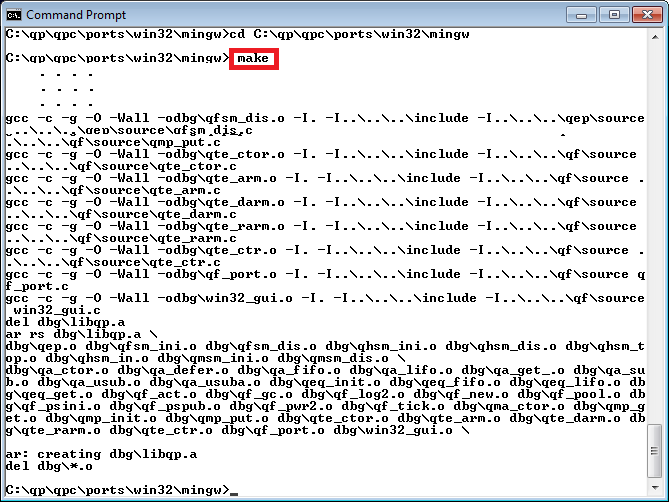 Command Prompt
C:\qp\qpc\ports\win32\mingw>cd C:\qp\qpc\ports\win32\mingw
C:\qp\qpc\ports\win32\mingw> make
. . . .
. . . .
. . . .
gcc -c -g -O -Wall -odbg\qfsm_dis.o -I. -I..\..\..\include -I..\..\..\qep\source
..\..\..\qep\source\qfsm_dis.c
.\..\..\qf\source\qmp_put.c
gcc -c -g -O -Wall -odbg\qte_ctor.o -I. -I..\..\..\include -I..\..\..\qf\source
..\..\..\qf\source\qte_ctor.c
gcc -c -g -O -Wall -odbg\qte_arm.o -I. -I..\..\..\include -I..\..\..\qf\source .
.\..\..\qf\source\qte_arm.c
gcc -c -g -O -Wall -odbg\qte_darm.o -I. -I..\..\..\include -I..\..\..\qf\source
..\..\..\qf\source\qte_darm.c
gcc -c -g -O -Wall -odbg\qte_rarm.o -I. -I..\..\..\include -I..\..\..\qf\source
..\..\..\qf\source\qte_rarm.c
gcc -c -g -O -Wall -odbg\qte_ctr.o -I. -I..\..\..\include -I..\..\..\qf\source .
.\..\..\qf\source\qte_ctr.c
gcc -c -g -O -Wall -odbg\qf_port.o -I. -I..\..\..\include -I..\..\..\qf\source q
f_port.c
gcc -c -g -O -Wall -odbg\win32_gui.o -I. -I..\..\..\include -I..\..\..\qf\source
win32_gui.c
del dbg\libqp.a
ar rs dbg\libqp.a \
dbg\qep.o dbg\qfsm_ini.o dbg\qfsm_dis.o dbg\qhsm_ini.o dbg\qhsm_dis.o dbg\qhsm_t
op.o dbg\qhsm_in.o dbg\qmsm_ini.o dbg\qmsm_dis.o \
dbg\qa_ctor.o dbg\qa_defer.o dbg\qa_fifo.o dbg\qa_lifo.o dbg\qa_get_.o dbg\qa_su
b.o dbg\qa_usub.o dbg\qa_usuba.o dbg\qeq_init.o dbg\qeq_fifo.o dbg\qeq_lifo.o db
g\qeq_get.o dbg\qf_act.o dbg\qf_gc.o dbg\qf_log2.o dbg\qf_new.o dbg\qf_pool.o db
g\qf_psini.o dbg\qf_pspub.o dbg\qf_pwr2.o dbg\qf_tick.o dbg\qma_ctor.o dbg\qmp_g
et.o dbg\qmp_init.o dbg\qmp_put.o dbg\qte_ctor.o dbg\qte_arm.o dbg\qte_darm.o db
g\qte_rarm.o dbg\qte_ctr.o dbg\qf_port.o dbg\win32_gui.o \
ar: creating dbg\libqp.a
del dbg\*.o
C:\qp\qpc\ports\win32\mingw>_